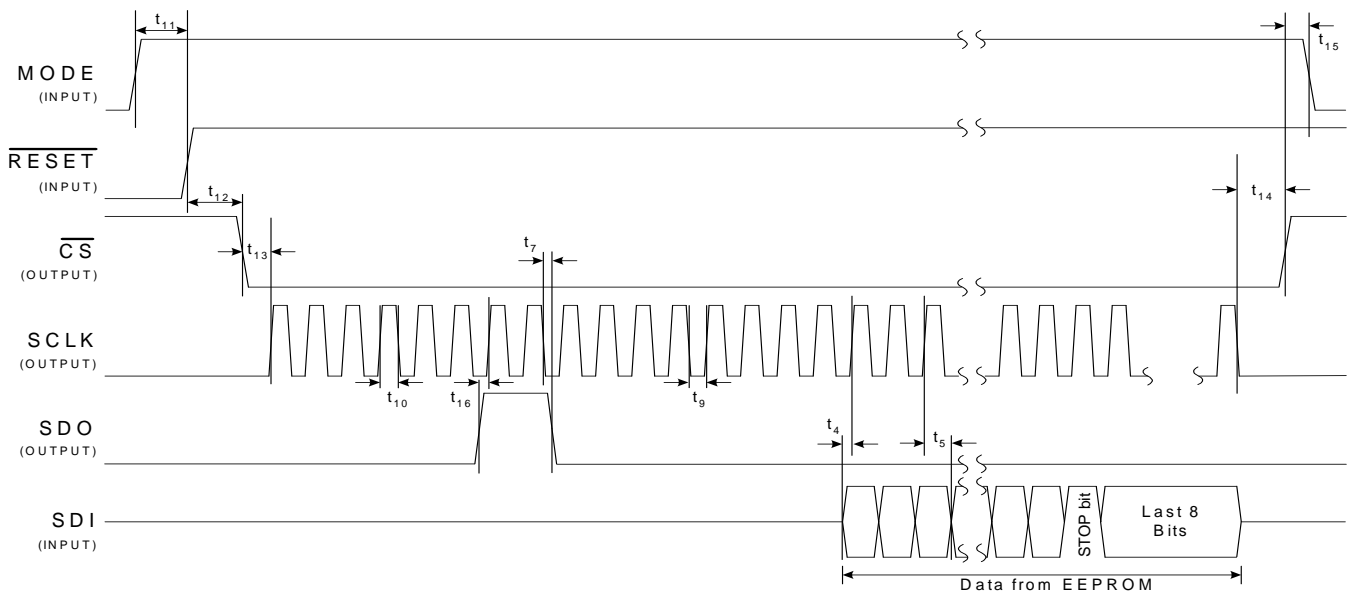 t11
t15
MODE
(INPUT)
RESET
(INPUT)
t12
t14
CS
(OUTPUT)
t13
t7
SCLK
(OUTPUT)
t10
t16
t9
SDO
(OUTPUT)
t4
t5
SDI
(INPUT)
STOP bit
Last 8
Bits
Data from EEPROM